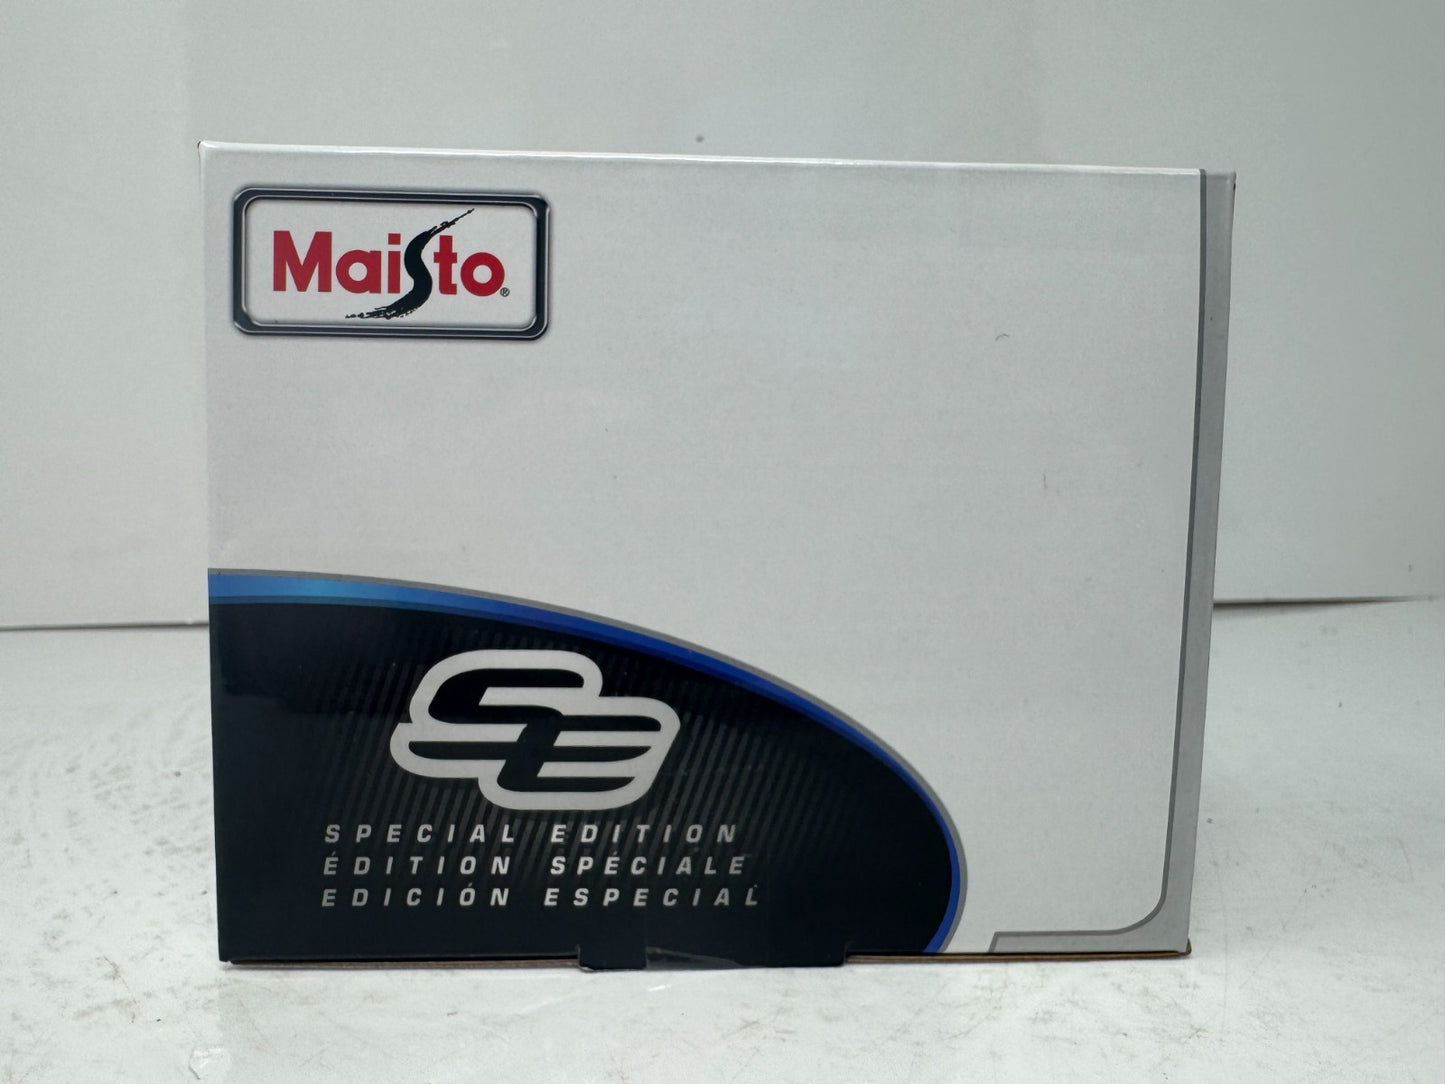 Maisto®
SE
SPECIAL EDITION
ÉDITION SPÉCIALE
EDICIÓN ESPECIAL